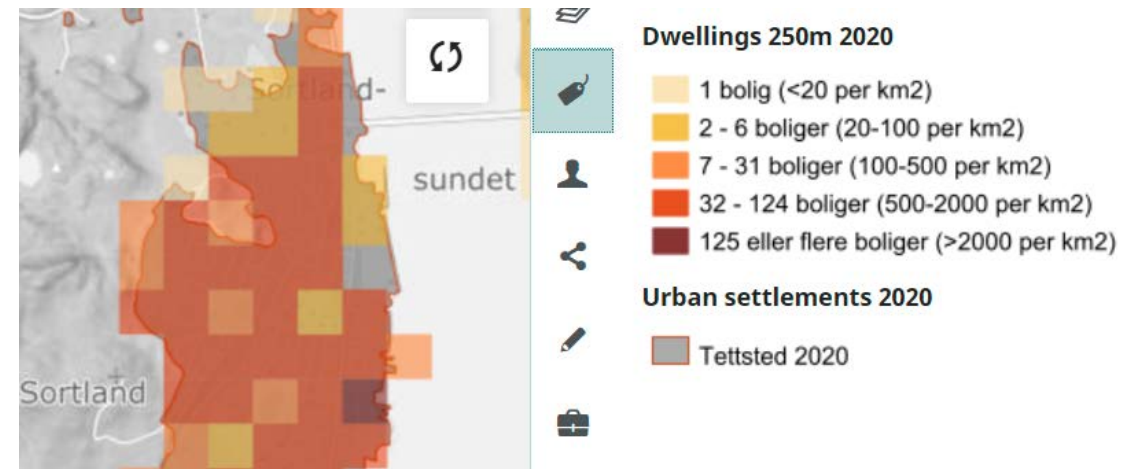 Sortland-
sundet
Sortland
Dwellings 250m 2020
1 bolig (<20 per km2)
2 - 6 boliger (20-100 per km2)
7 - 31 boliger (100-500 per km2)
32 - 124 boliger (500-2000 per km2)
125 eller flere boliger (>2000 per km2)
Urban settlements 2020
Tettsted 2020